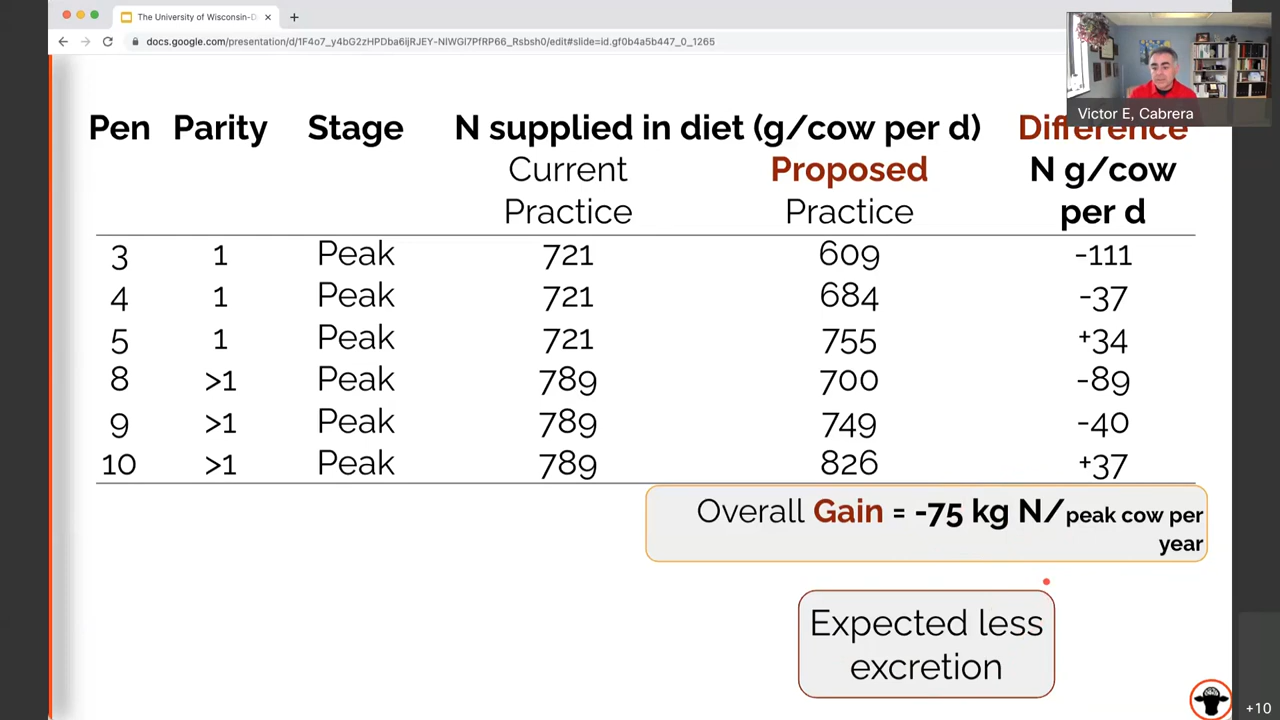 The University of Wisconsin-D
docs.google.com/presentation/d/1F4o7_y4bG2zHPDba6ljRJEY-NIWGl7PfRP66_Rsbsh0/edit#slide=id.gf0b4a5b447_0_1265
Victor E, Cabrera
Pen Parity Stage N supplied in diet (g/cow per d) Difference
Current Proposed N g/cow
Practice Practice per d
3 1 Peak 721 609 -111
4 1 Peak 721 684 -37
5 1 Peak 721 755 +34
8 >1 Peak 789 700 -89
9 >1 Peak 789 749 -40
10 >1 Peak 789 826 +37
Overall Gain = -75 kg N/peak cow per
year
Expected less
excretion
+10